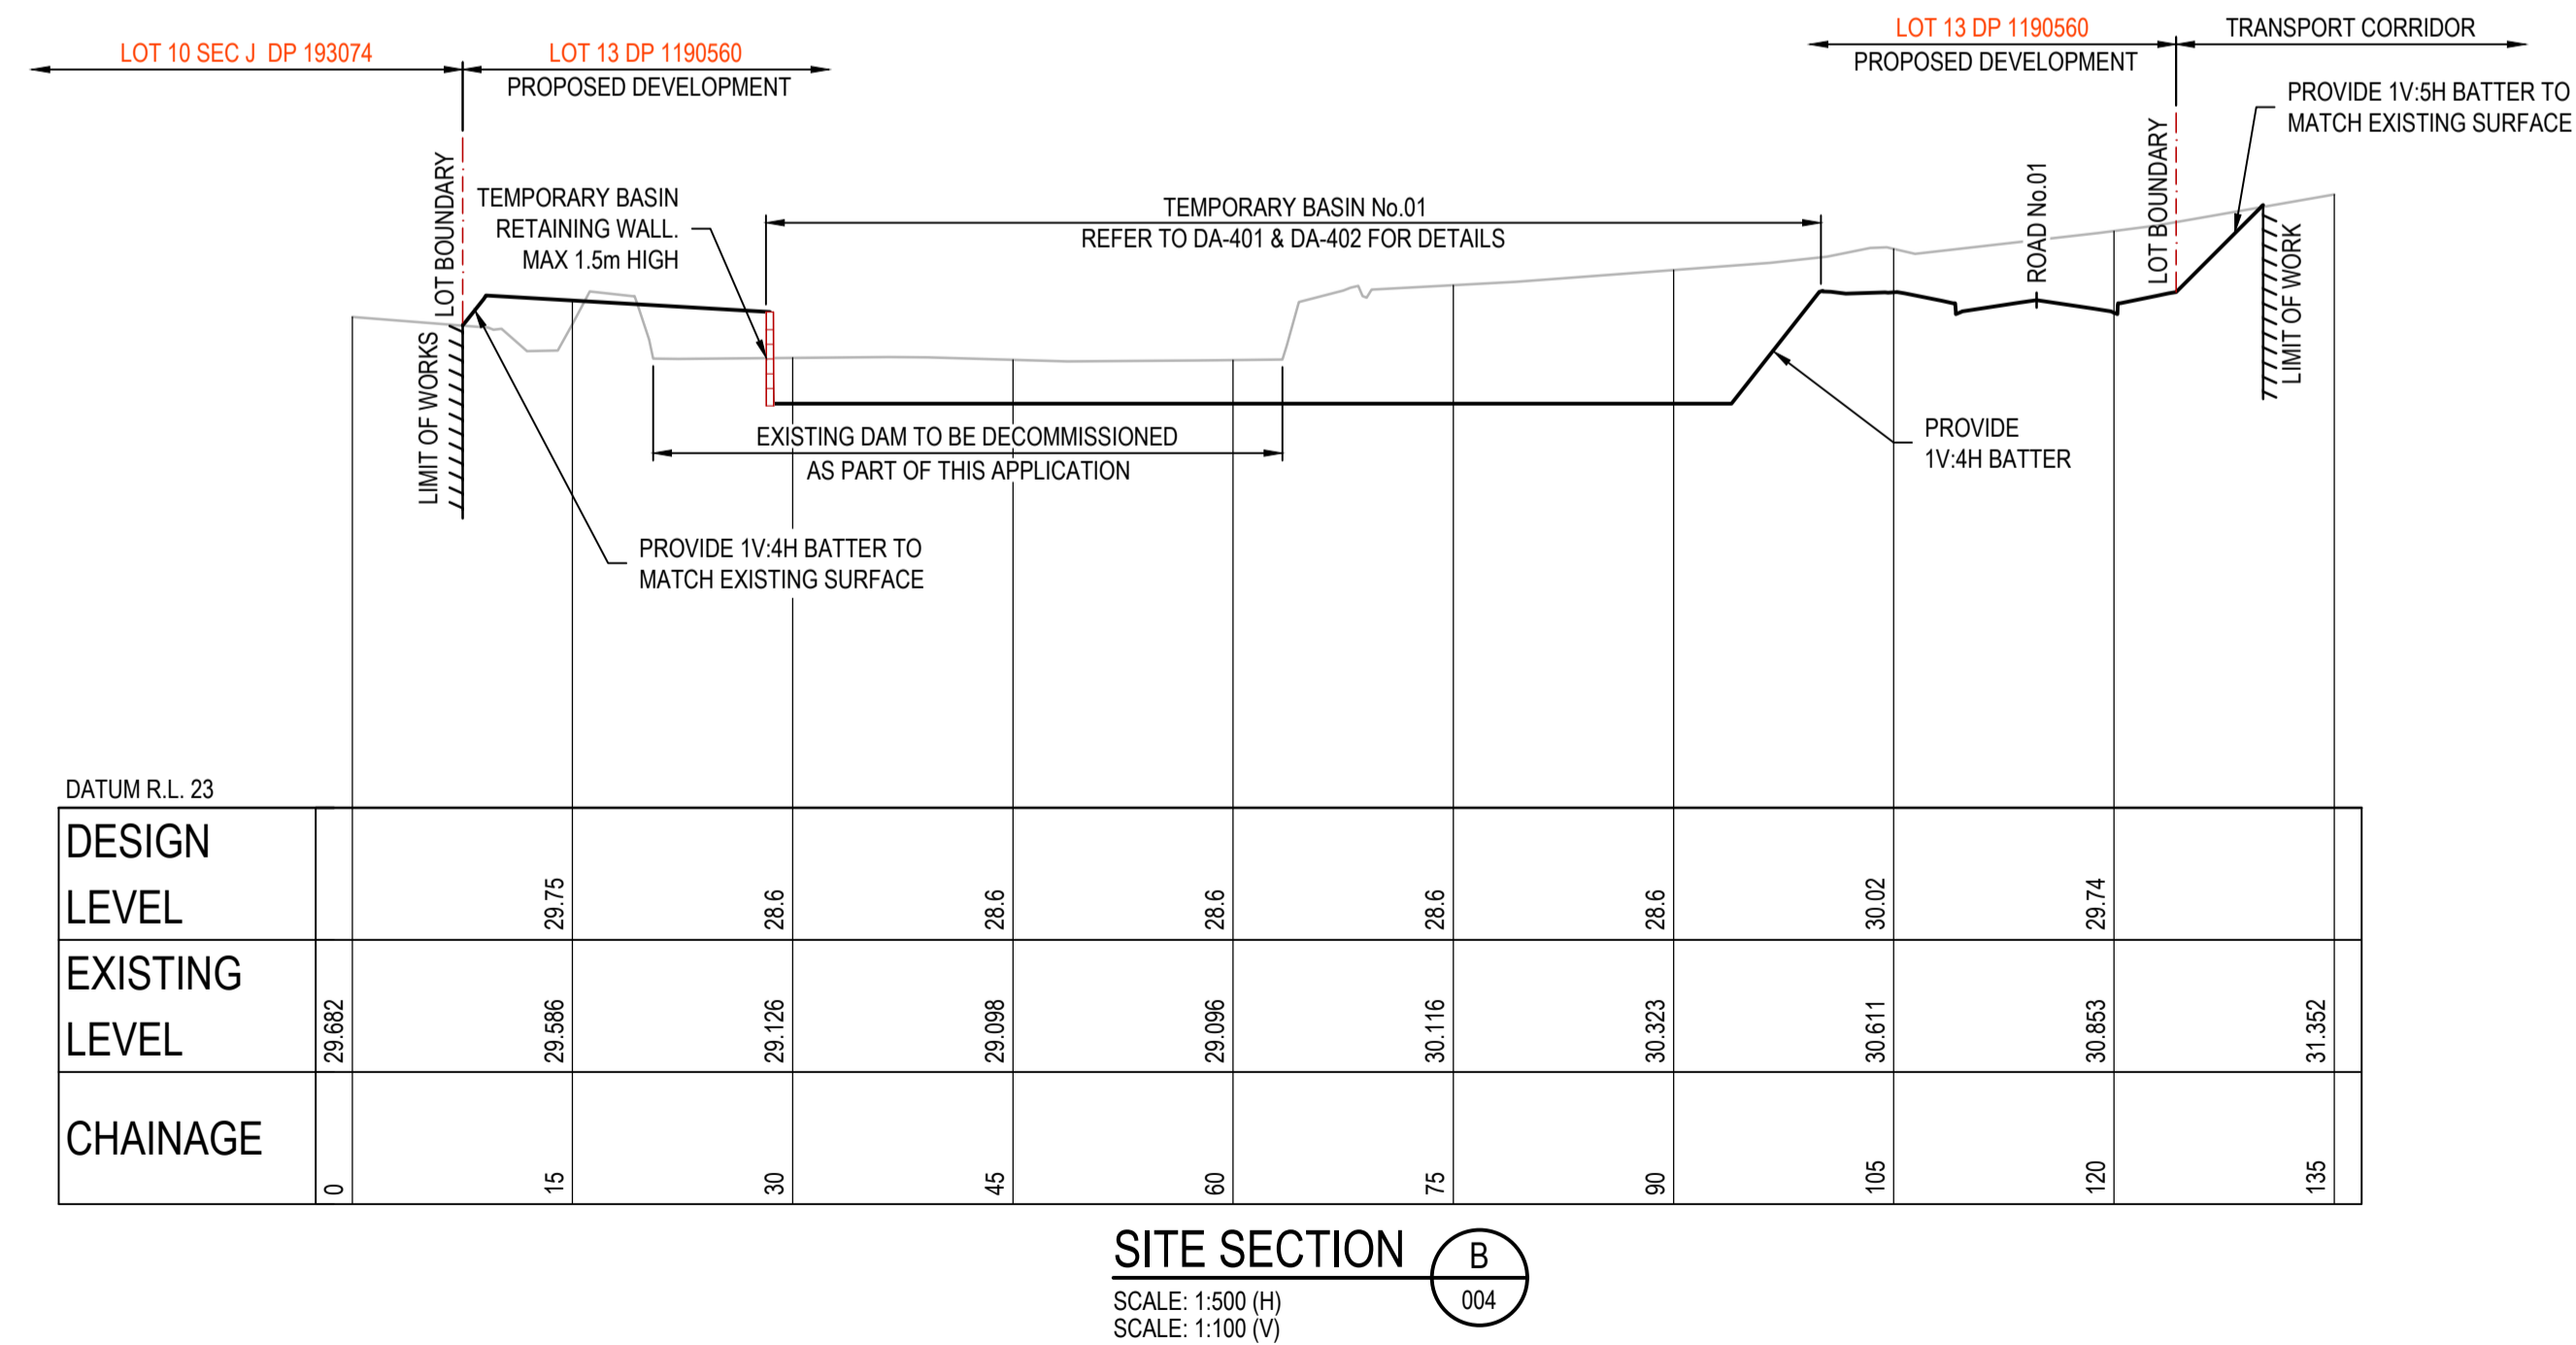 LOT 10 SEC J  DP 193074
LOT 13 DP 1190560
PROPOSED DEVELOPMENT
LOT 13 DP 1190560
PROPOSED DEVELOPMENT
TRANSPORT CORRIDOR
PROVIDE 1V:5H BATTER TO
MATCH EXISTING SURFACE
LOT BOUNDARY
LIMIT OF WORKS
TEMPORARY BASIN
RETAINING WALL.
MAX 1.5m HIGH
TEMPORARY BASIN No.01
REFER TO DA-401 & DA-402 FOR DETAILS
ROAD No.01
LOT BOUNDARY
LIMIT OF WORK
EXISTING DAM TO BE DECOMMISSIONED
AS PART OF THIS APPLICATION
PROVIDE
1V:4H BATTER
PROVIDE 1V:4H BATTER TO
MATCH EXISTING SURFACE
DATUM R.L. 23
DESIGN
LEVEL
29.75 28.6 28.6 28.6 28.6 28.6 30.02 29.74
EXISTING
LEVEL
29.682 29.586 29.126 29.098 29.096 30.116 30.323 30.611 30.853 31.352
CHAINAGE
0 15 30 45 60 75 90 105 120 135
SITE SECTION
B
004
SCALE: 1:500 (H)
SCALE: 1:100 (V)